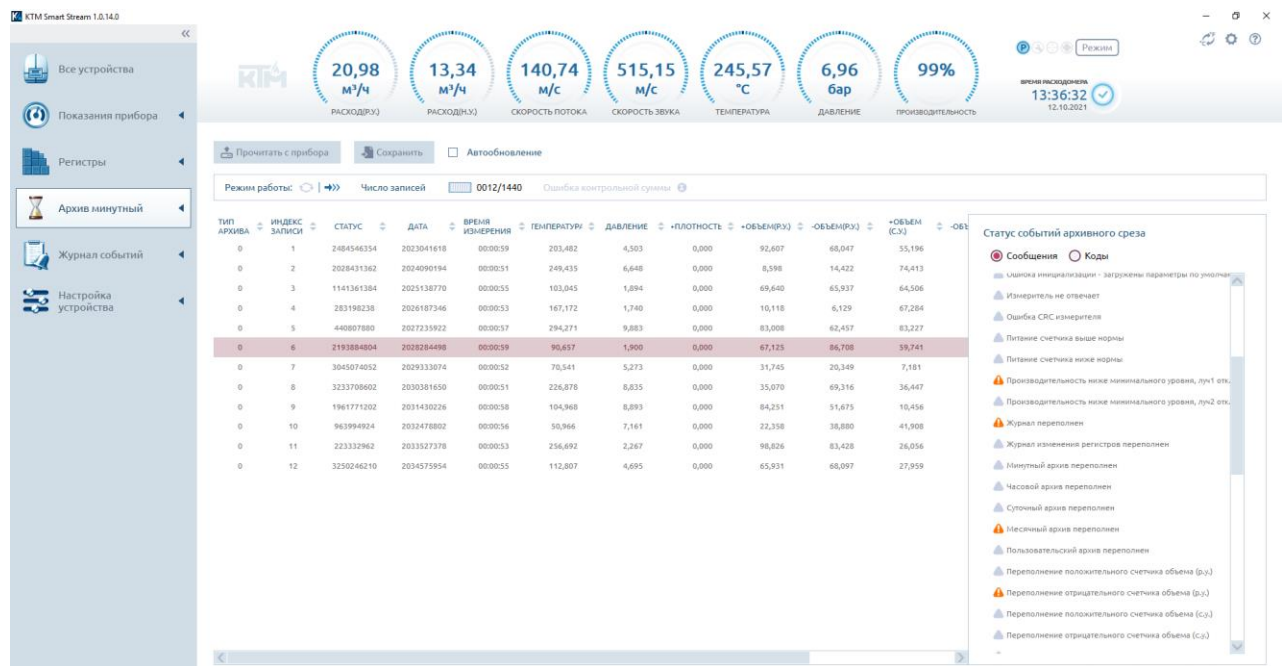 KTM Smart Stream 1.0.14.0
Все устройства
Показания прибора
Регистры
Архив минутный
Журнал событий
Настройка
устройства
КТМ
20,98 м³/ч РАСХОД(Р.У.)
13,34 м³/ч РАСХОД(Н.У.)
140,74 м/с СКОРОСТЬ ПОТОКА
515,15 м/с СКОРОСТЬ ЗВУКА
245,57 °C ТЕМПЕРАТУРА
6,96 бар ДАВЛЕНИЕ
99% ПРОИЗВОДИТЕЛЬНОСТЬ
P Режим
ВРЕМЯ РАСХОДОМЕРА
13:36:32
12.10.2021
Прочитать с прибора Сохранить Автообновление
Режим работы: Число записей 0012/1440 Ошибка контрольной суммы
ТИП АРХИВА ИНДЕКС ЗАПИСИ СТАТУС ДАТА ВРЕМЯ ИЗМЕРЕНИЯ ТЕМПЕРАТУРА ДАВЛЕНИЕ +ПЛОТНОСТЬ +ОБЪЕМ(Р.У.) -ОБЪЕМ(Р.У.) +ОБЪЕМ (С.У.) -ОБЪ
0 1 2484546354 2023041618 00:00:59 203,482 4,503 0,000 92,607 68,047 55,196
0 2 2028431362 2024090194 00:00:51 249,435 6,648 0,000 8,598 14,422 74,413
0 3 1141361384 2025138770 00:00:55 103,045 1,894 0,000 69,640 65,937 64,506
0 4 283198238 2026187346 00:00:53 167,172 1,740 0,000 10,118 6,129 67,284
0 5 440807880 2027235922 00:00:57 294,271 9,883 0,000 83,008 62,457 83,227
0 6 2193884804 2028284498 00:00:59 90,657 1,900 0,000 67,125 86,708 59,741
0 7 3045074052 2029333074 00:00:52 70,541 5,273 0,000 31,745 20,349 7,181
0 8 3233708602 2030381650 00:00:51 226,878 8,835 0,000 35,070 69,316 36,447
0 9 1961771202 2031430226 00:00:58 104,968 8,893 0,000 84,251 51,675 10,456
0 10 963994924 2032478802 00:00:56 50,966 7,161 0,000 22,358 38,880 41,908
0 11 223332962 2033527378 00:00:53 256,692 2,267 0,000 98,826 83,428 26,056
0 12 3250246210 2034575954 00:00:55 112,807 4,695 0,000 65,931 68,097 27,959
Статус событий архивного среза
Сообщения Коды
Ошибка инициализации - загружены параметры по умолчан
Измеритель не отвечает
Ошибка CRC измерителя
Питание счетчика выше нормы
Питание счетчика ниже нормы
Производительность ниже минимального уровня, луч1 отк.
Производительность ниже минимального уровня, луч2 отк.
Журнал переполнен
Журнал изменения регистров переполнен
Минутный архив переполнен
Часовой архив переполнен
Суточный архив переполнен
Месячный архив переполнен
Пользовательский архив переполнен
Переполнение положительного счетчика объема (р.у.)
Переполнение отрицательного счетчика объема (р.у.)
Переполнение положительного счетчика объема (с.у.)
Переполнение отрицательного счетчика объема (с.у.)